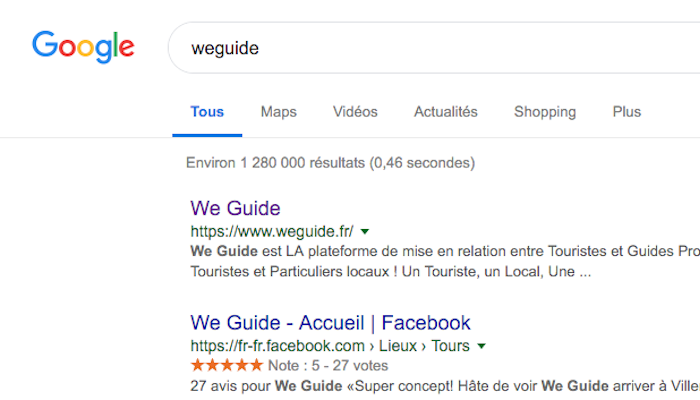 Google
weguide
Tous Maps Vidéos Actualités Shopping Plus
Environ 1 280 000 résultats (0,46 secondes)
We Guide
https://www.weguide.fr/
We Guide est LA plateforme de mise en relation entre Touristes et Guides Pro
Touristes et Particuliers locaux ! Un Touriste, un Local, Une ...
We Guide - Accueil | Facebook
https://fr-fr.facebook.com › Lieux › Tours
Note : 5 - 27 votes
27 avis pour We Guide «Super concept! Hâte de voir We Guide arriver à Ville